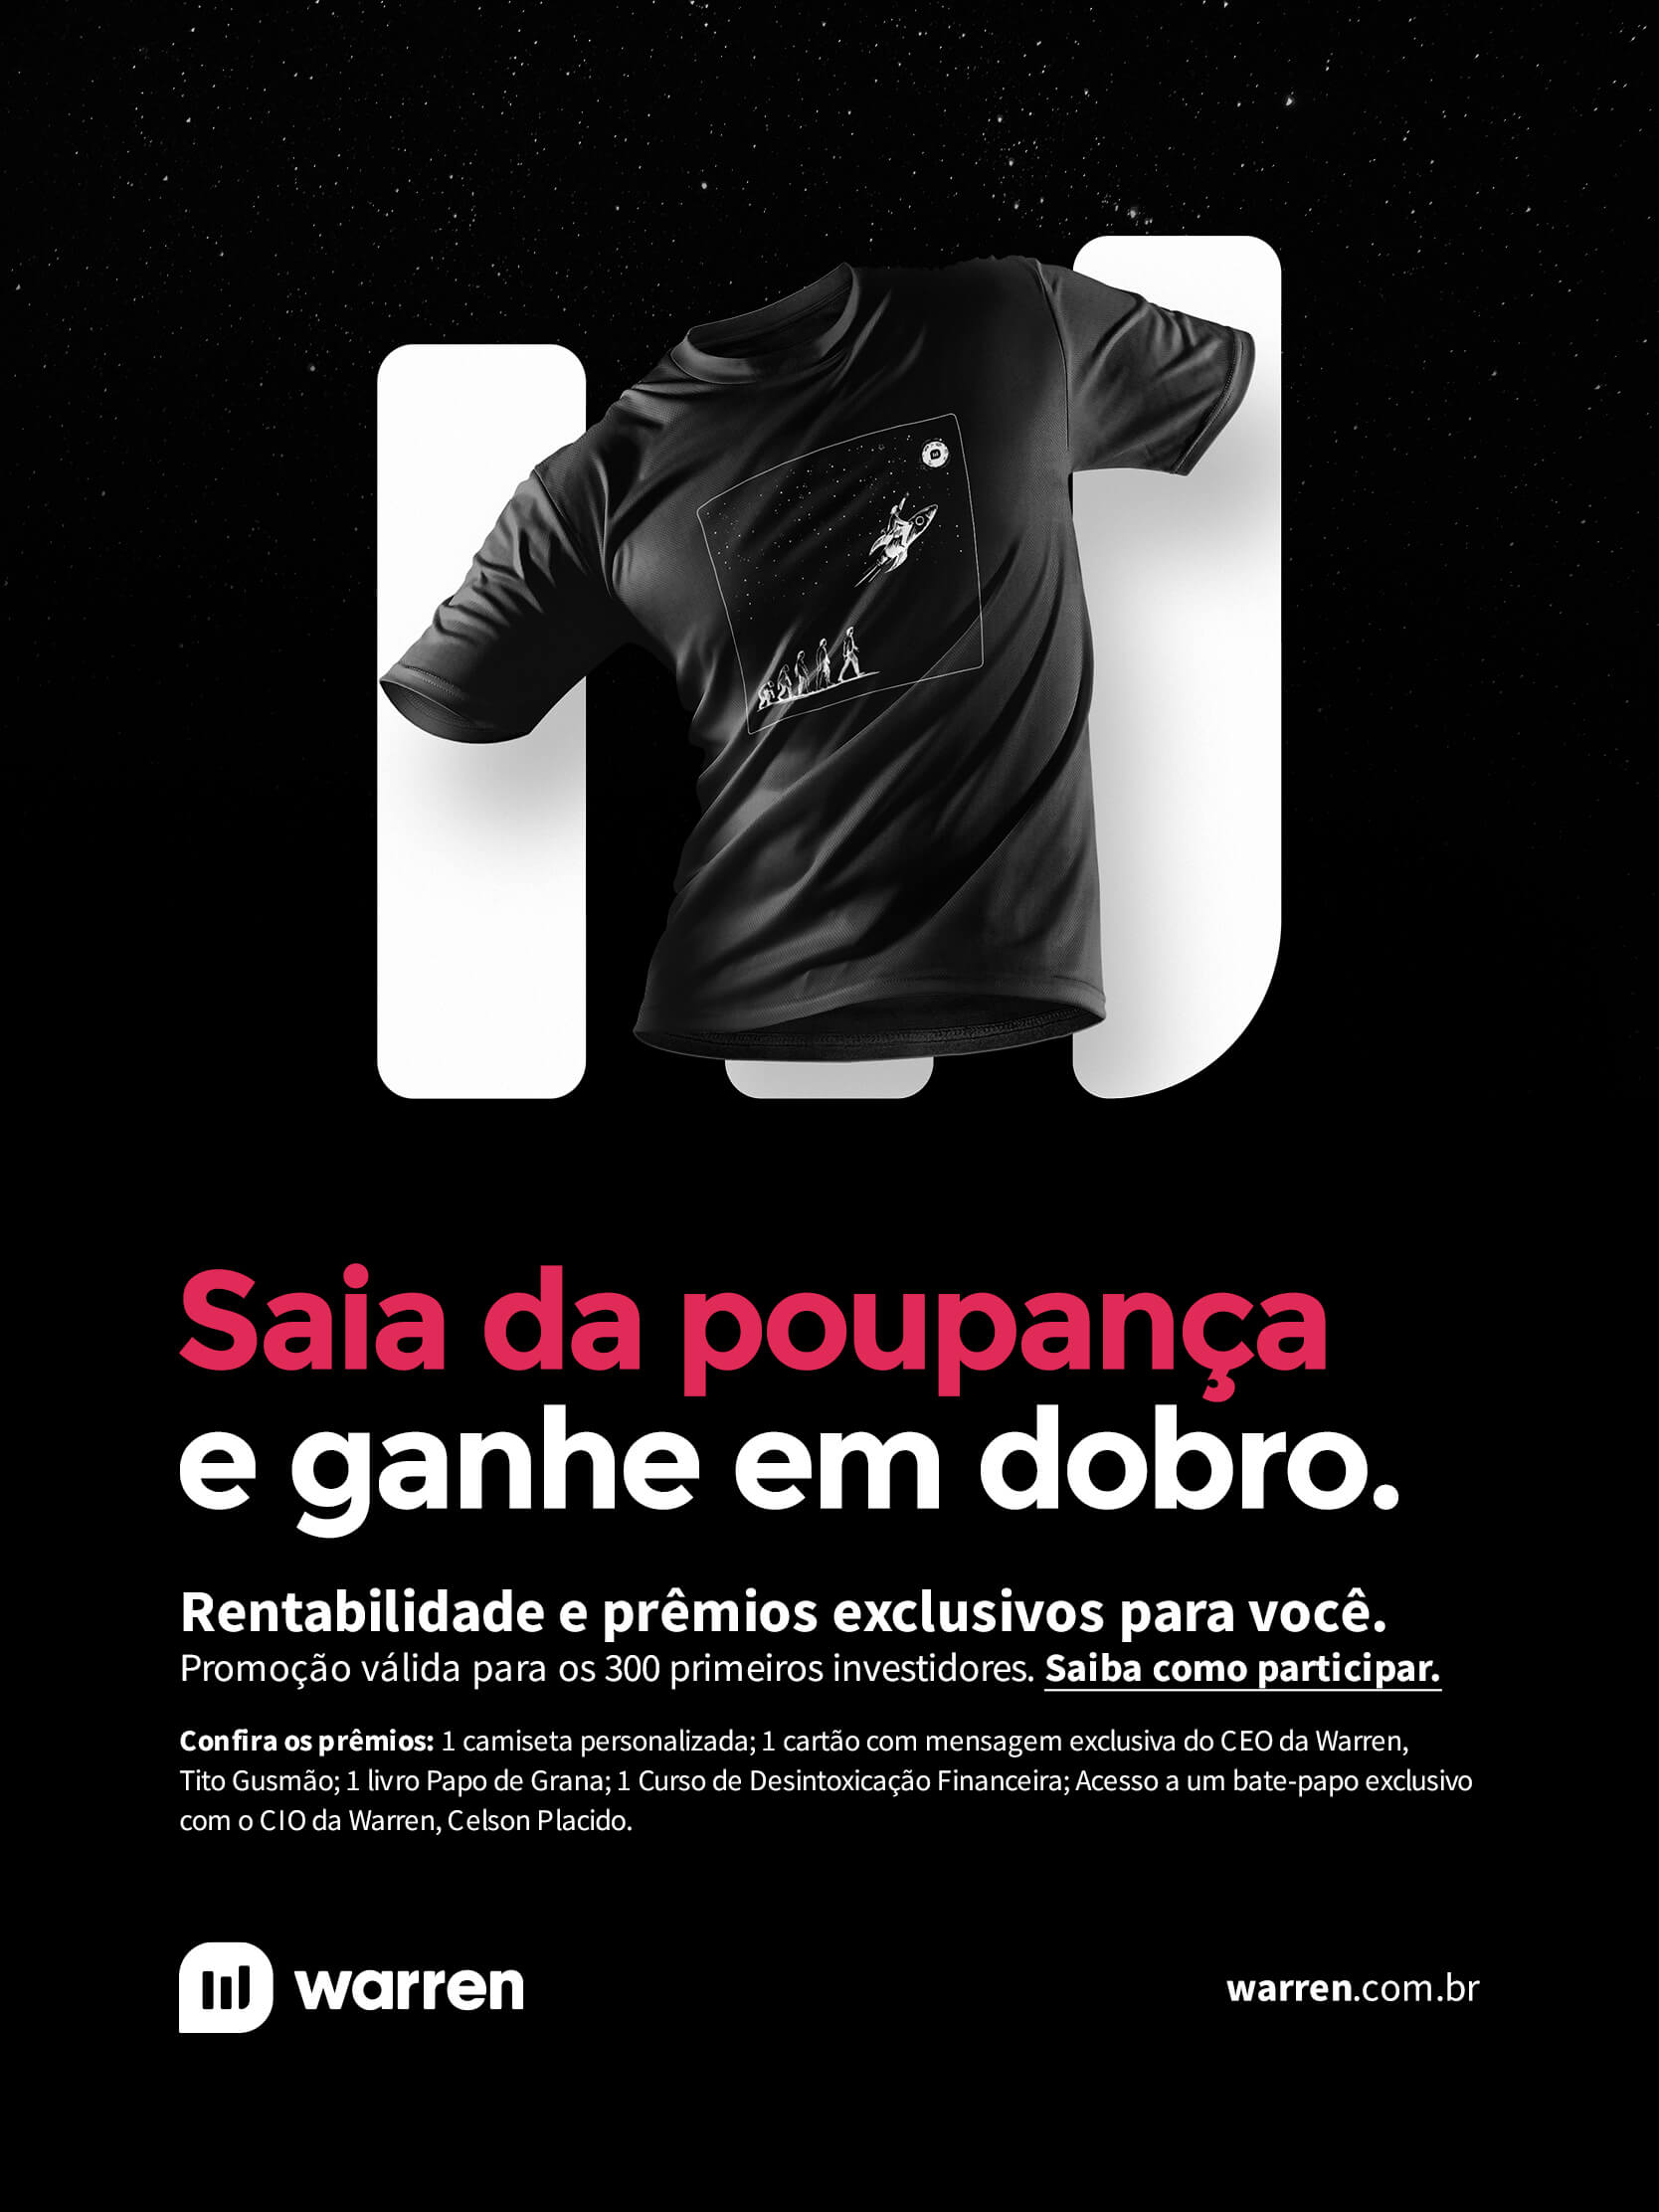 Saia da poupança
e ganhe em dobro.
Rentabilidade e prêmios exclusivos para você.
Promoção válida para os 300 primeiros investidores. Saiba como participar.
Confira os prêmios: 1 camiseta personalizada; 1 cartão com mensagem exclusiva do CEO da Warren,
Tito Gusmão; 1 livro Papo de Grana; 1 Curso de Desintoxicação Financeira; Acesso a um bate-papo exclusivo
com o CIO da Warren, Celson Placido.
warren
warren.com.br